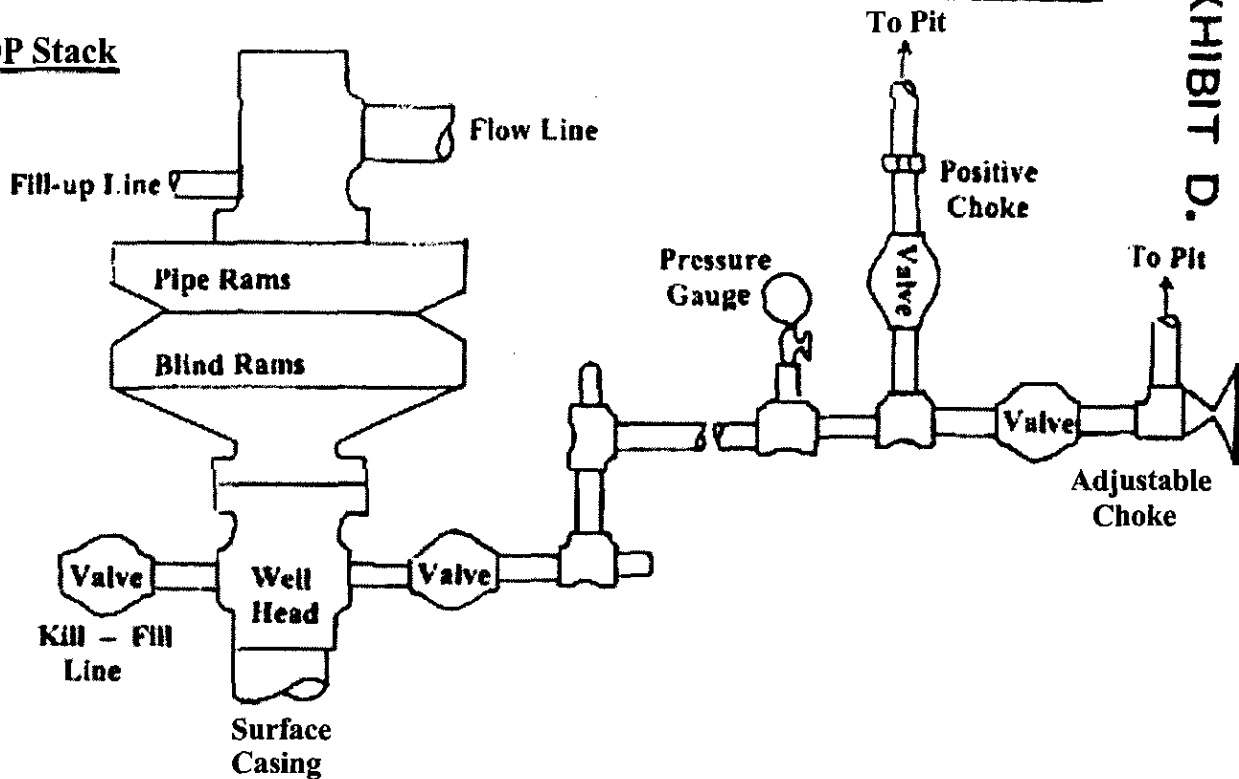 To Pit
Stack
XHIBIT D.
Flow Line
Fill-up Line
Positive
Choke
Pipe Rams
Pressure
Gauge
Valve
To Pit
Blind Rams
Valve
Adjustable
Choke
Valve
Well
Head
Valve
Kill – Fill
Line
Surface
Casing